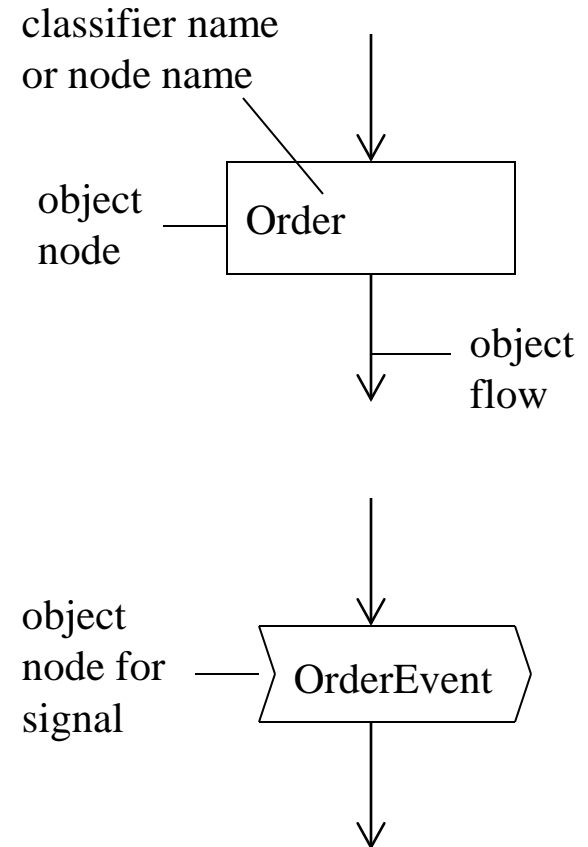 classifier name
or node name
object
node
Order
object
flow
object
node for
signal
OrderEvent